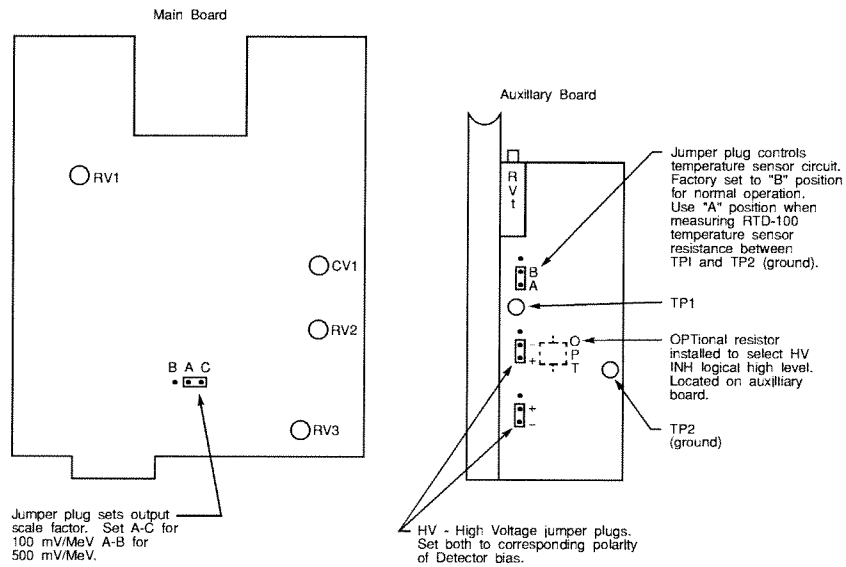 Main Board
RV1
CV1
RV2
B A C
RV3
Jumper plug sets output
scale factor. Set A-C for
100 mV/MeV A-B for
500 mV/MeV.
Auxillary Board
R
V
t
B
A
-
+
O
P
T
+
-
Jumper plug controls
temperature sensor circuit.
Factory set to "B" position
for normal operation.
Use "A" position when
measuring RTD-100
temperature sensor
resistance between
TP1 and TP2 (ground).
TP1
OPTional resistor
installed to select HV
INH logical high level.
Located on auxilliary
board.
TP2
(ground)
HV - High Voltage jumper plugs.
Set both to corresponding polarity
of Detector bias.